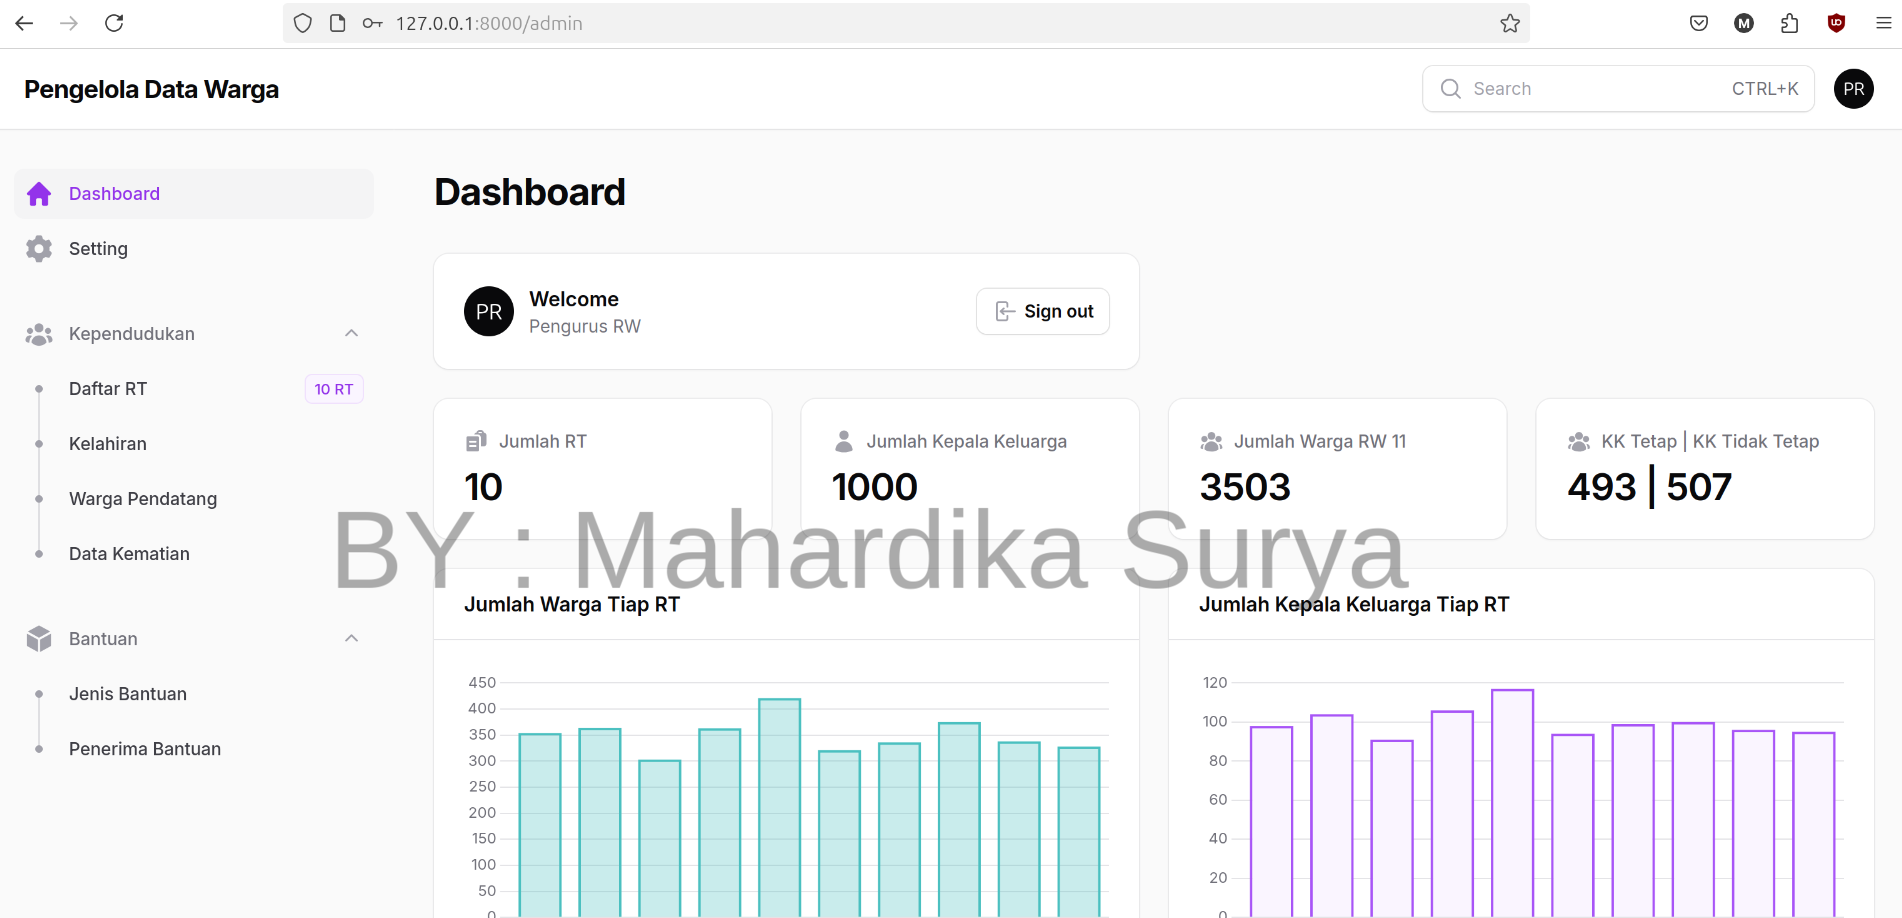 127.0.0.1:8000/admin
M
Pengelola Data Warga
Search
CTRL+K
PR
Dashboard
Setting
Kependudukan
Daftar RT
10 RT
Kelahiran
Warga Pendatang
Data Kematian
Bantuan
Jenis Bantuan
Penerima Bantuan
Dashboard
PR
Welcome
Pengurus RW
Sign out
Jumlah RT
10
Jumlah Kepala Keluarga
1000
Jumlah Warga RW 11
3503
KK Tetap | KK Tidak Tetap
493 | 507
BY : Mahardika Surya
Jumlah Warga Tiap RT
450
400
350
300
250
200
150
100
50
0
Jumlah Kepala Keluarga Tiap RT
120
100
80
60
40
20
0